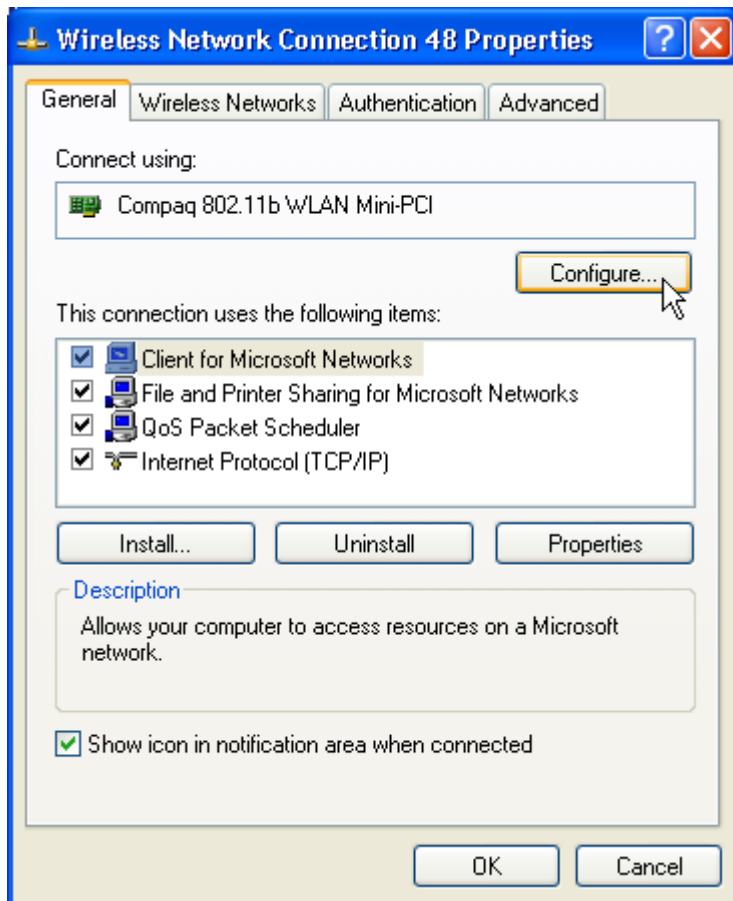 Wireless Network Connection 48 Properties
?
General
Wireless Networks
Authentication
Advanced
Connect using:
Compaq 802.11b WLAN Mini-PCI
Configure...
This connection uses the following items:
Client for Microsoft Networks
File and Printer Sharing for Microsoft Networks
QoS Packet Scheduler
Internet Protocol (TCP/IP)
Install...
Uninstall
Properties
Description
Allows your computer to access resources on a Microsoft
network.
Show icon in notification area when connected
OK
Cancel